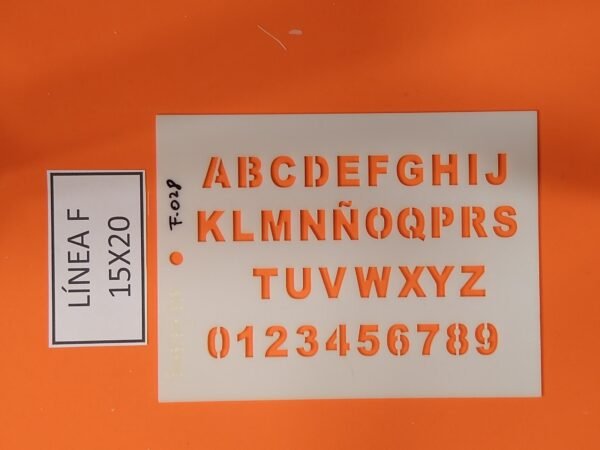 LÍNEA F
15X20
F.028
ABCDEFGHIJ
KLMNÑOQPRS
TUVWXYZ
0123456789